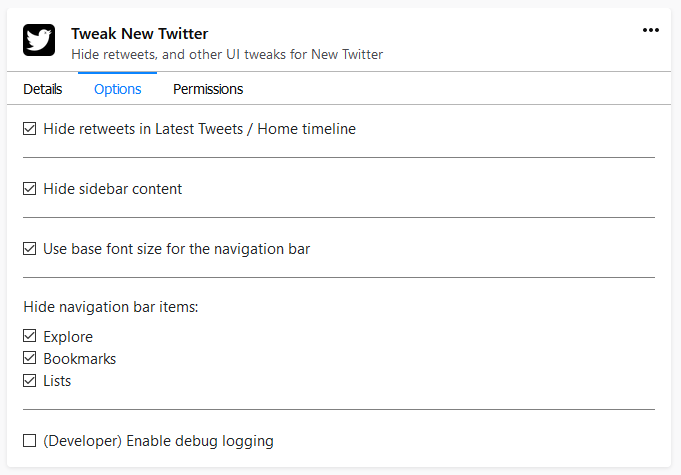 Tweak New Twitter
Hide retweets, and other UI tweaks for New Twitter
Details Options Permissions
Hide retweets in Latest Tweets / Home timeline
Hide sidebar content
Use base font size for the navigation bar
Hide navigation bar items:
Explore
Bookmarks
Lists
(Developer) Enable debug logging